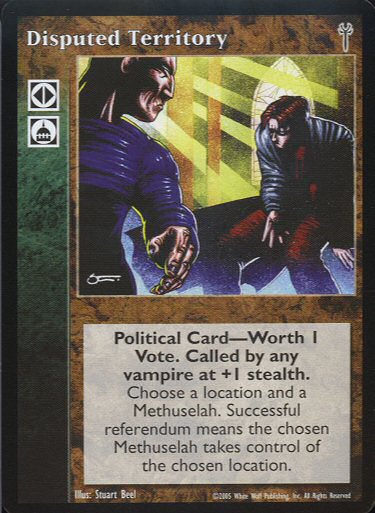 Disputed Territory
Political Card—Worth 1
Vote. Called by any
vampire at +1 stealth.
Choose a location and a
Methuselah. Successful
referendum means the chosen
Methuselah takes control of
the chosen location.
Illus: Stuart Beel
©2005 White Wolf Publishing, Inc. All Rights Reserved